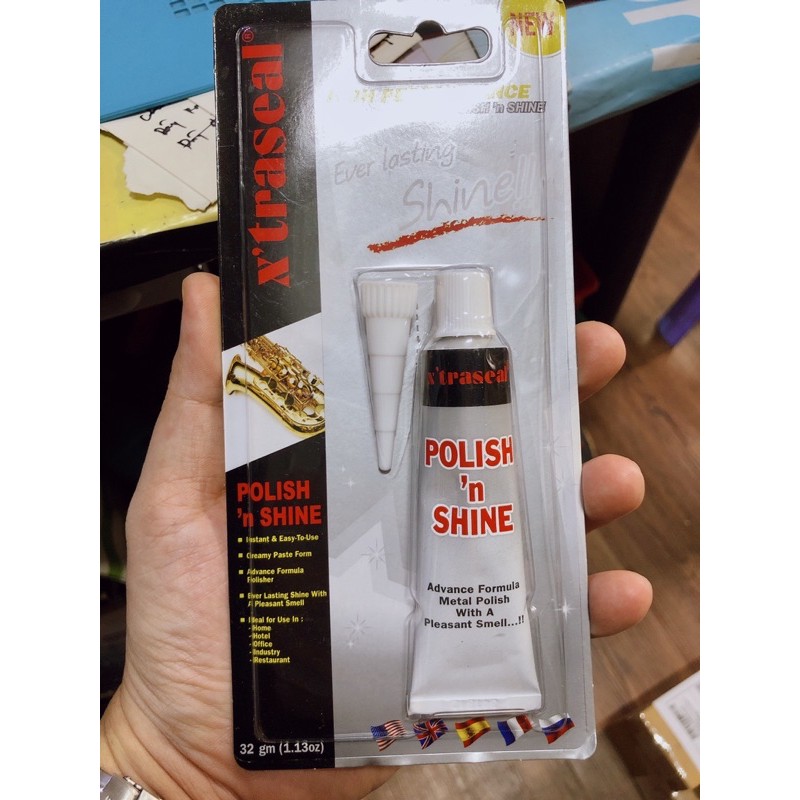 NEW
x'traseal®
'n SHINE
Ever lasting
Shine!!
x'traseal
POLISH
'n
SHINE
Advance Formula
Metal Polish
With A
Pleasant Smell...!!
POLISH
'n SHINE
Instant & Easy-To-Use
Creamy Paste Form
Advance Formula
Polisher
Ever Lasting Shine With
A Pleasant Smell
Ideal for Use In :
- Home
- Hotel
- Office
- Industry
- Restaurant
32 gm (1.13oz)